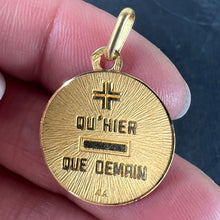 +
QU'HIER
-
QUE DEMAIN